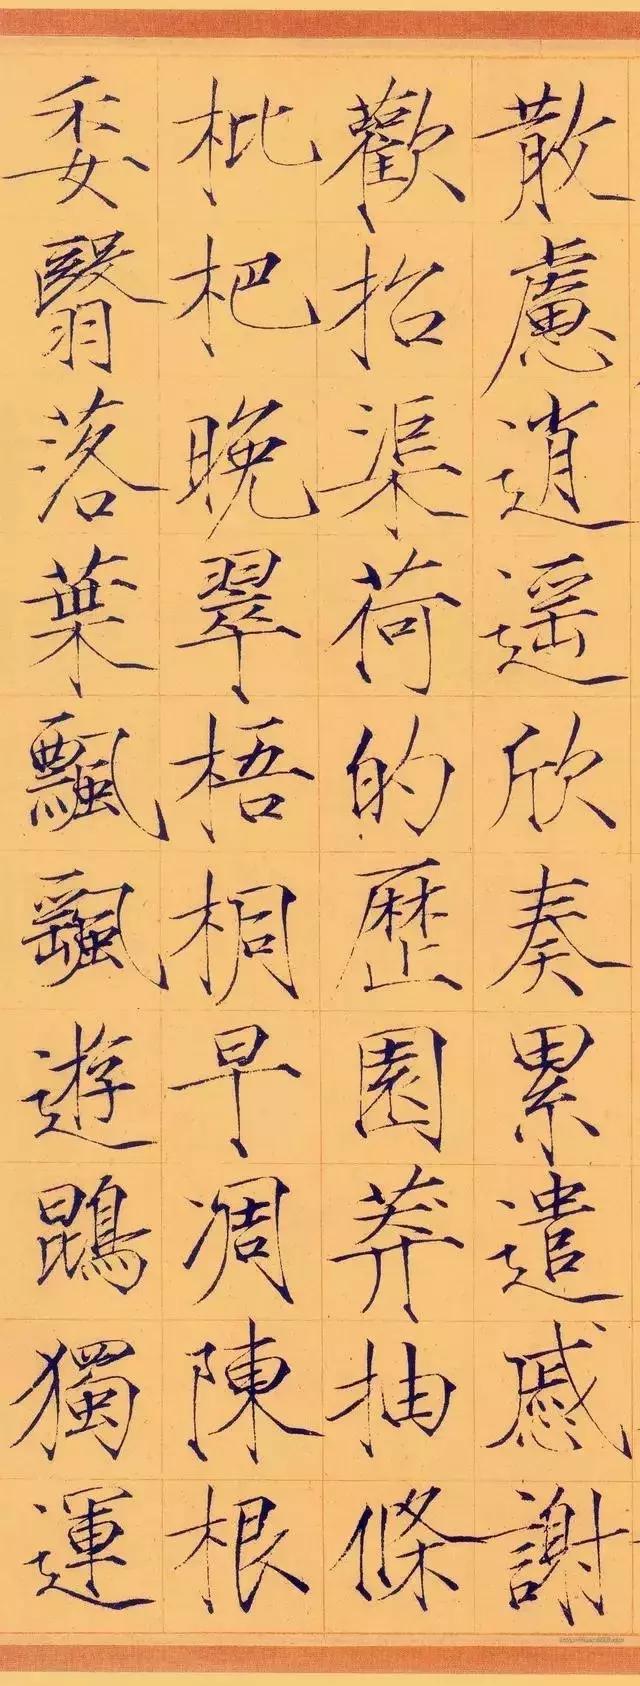 散慮逍遙欣奏累遣慼謝
歡招渠荷的歷園莽抽條
枇杷晚翠梧桐早凋陳根
委翳落葉飄颻遊鵾獨運